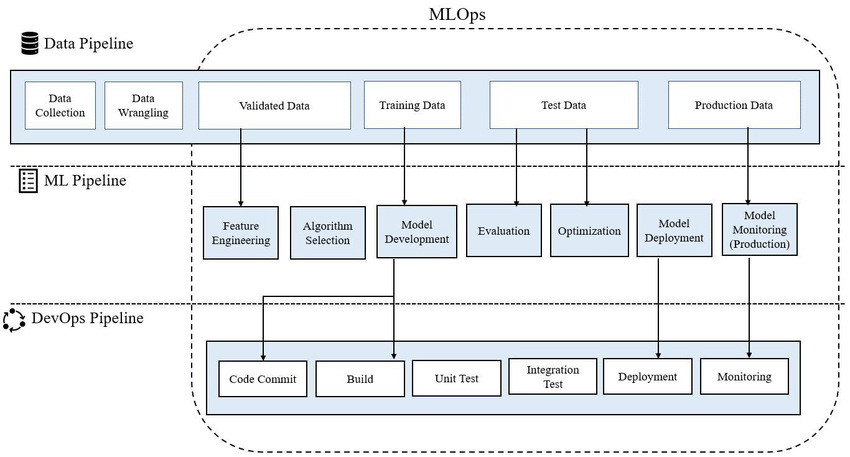 MLOps
Data Pipeline
Data
Collection
Data
Wrangling
Validated Data
Training Data
Test Data
Production Data
ML Pipeline
Feature
Engineering
Algorithm
Selection
Model
Development
Evaluation
Optimization
Model
Deployment
Model
Monitoring
(Production)
DevOps Pipeline
Code Commit
Build
Unit Test
Integration
Test
Deployment
Monitoring